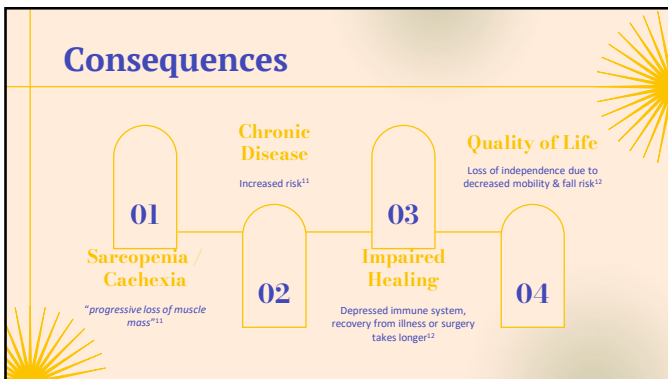 Consequences
01
Sarcopenia /
Cachexia
“progressive loss of muscle
mass”¹¹
Chronic
Disease
Increased risk¹¹
02
03
Impaired
Healing
Depressed immune system,
recovery from illness or surgery
takes longer¹²
Quality of Life
Loss of independence due to
decreased mobility & fall risk¹²
04